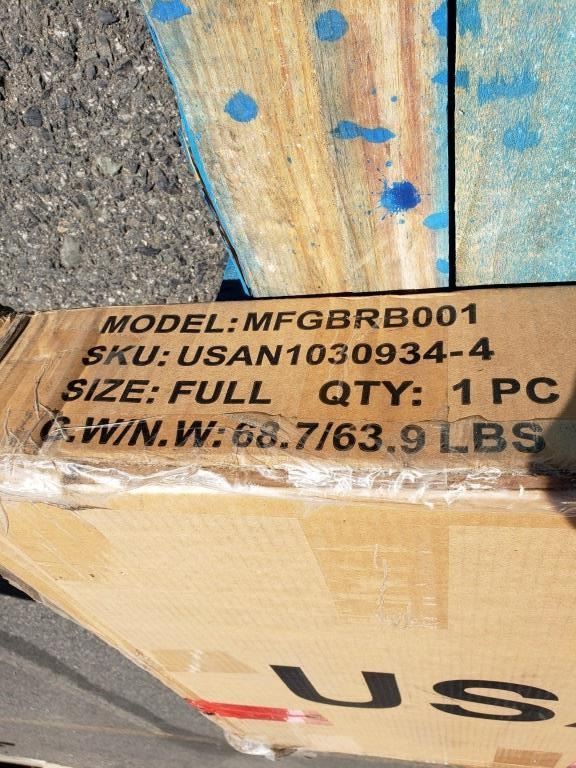 MODEL: MFGBRB001
SKU: USAN1030934-4
SIZE: FULL QTY: 1 PC
G.W/N.W: 68.7/63.9 LBS
US